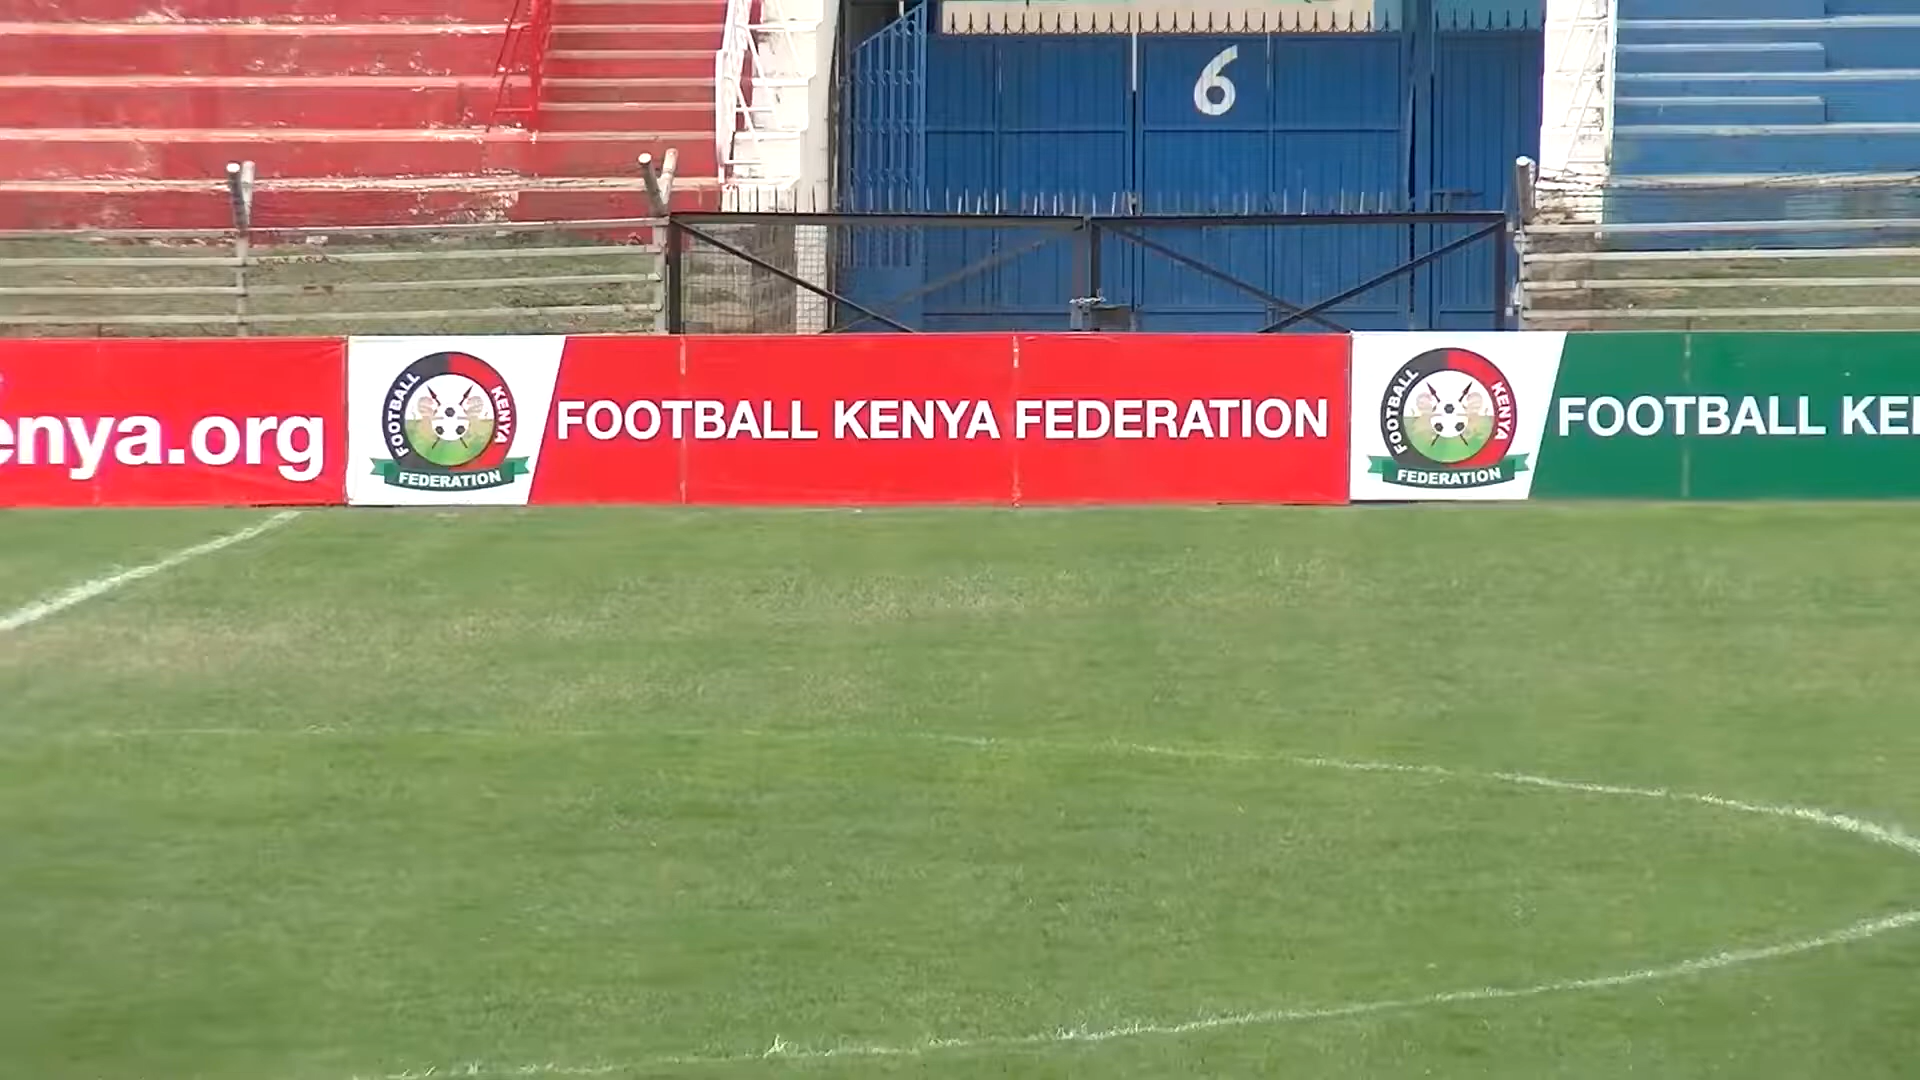 6
enya.org
FOOTBALL KENYA
FEDERATION
FOOTBALL KENYA FEDERATION
FOOTBALL KENYA
FEDERATION
FOOTBALL KE